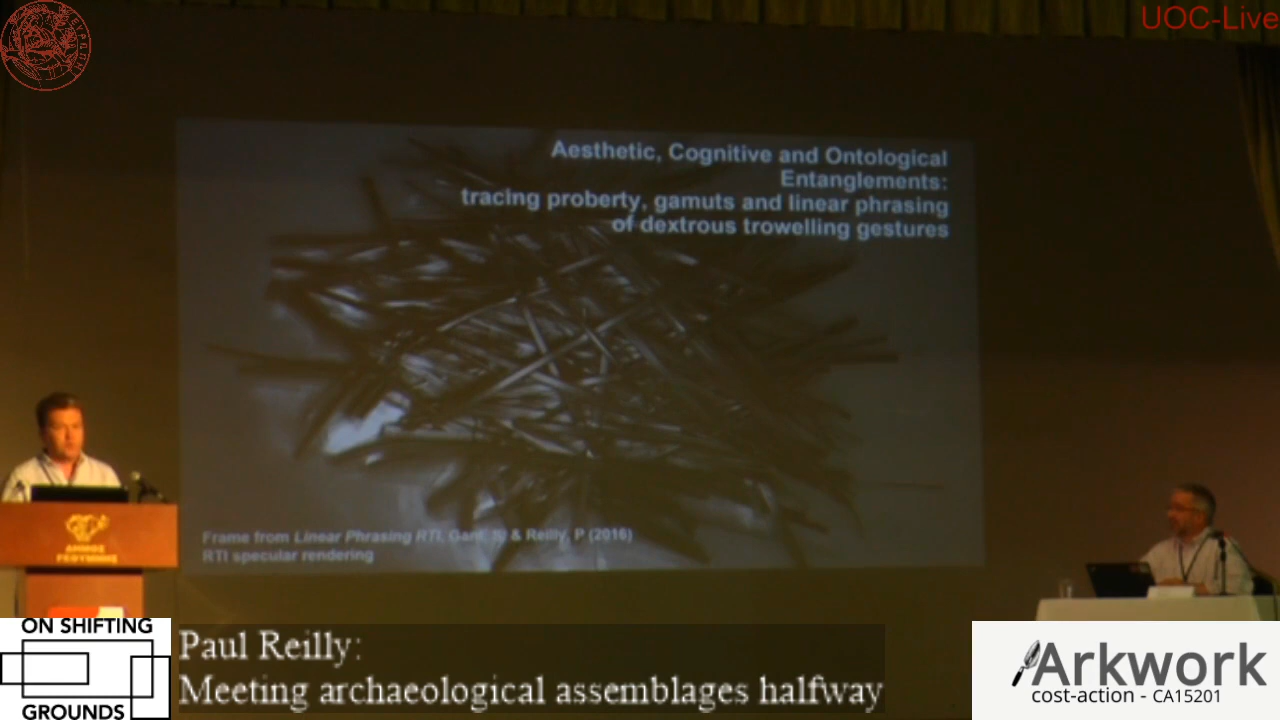 UOC-Live
Aesthetic, Cognitive and Ontological
Entanglements:
tracing proberty, gamuts and linear phrasing
of dextrous trowelling gestures
Frame from Linear Phrasing RTI, Gant, S & Reilly, P (2016)
RTI specular rendering
ΔΗΜΟΣ
ON SHIFTING
GROUNDS
Paul Reilly:
Meeting archaeological assemblages halfway
Arkwork
cost-action - CA15201